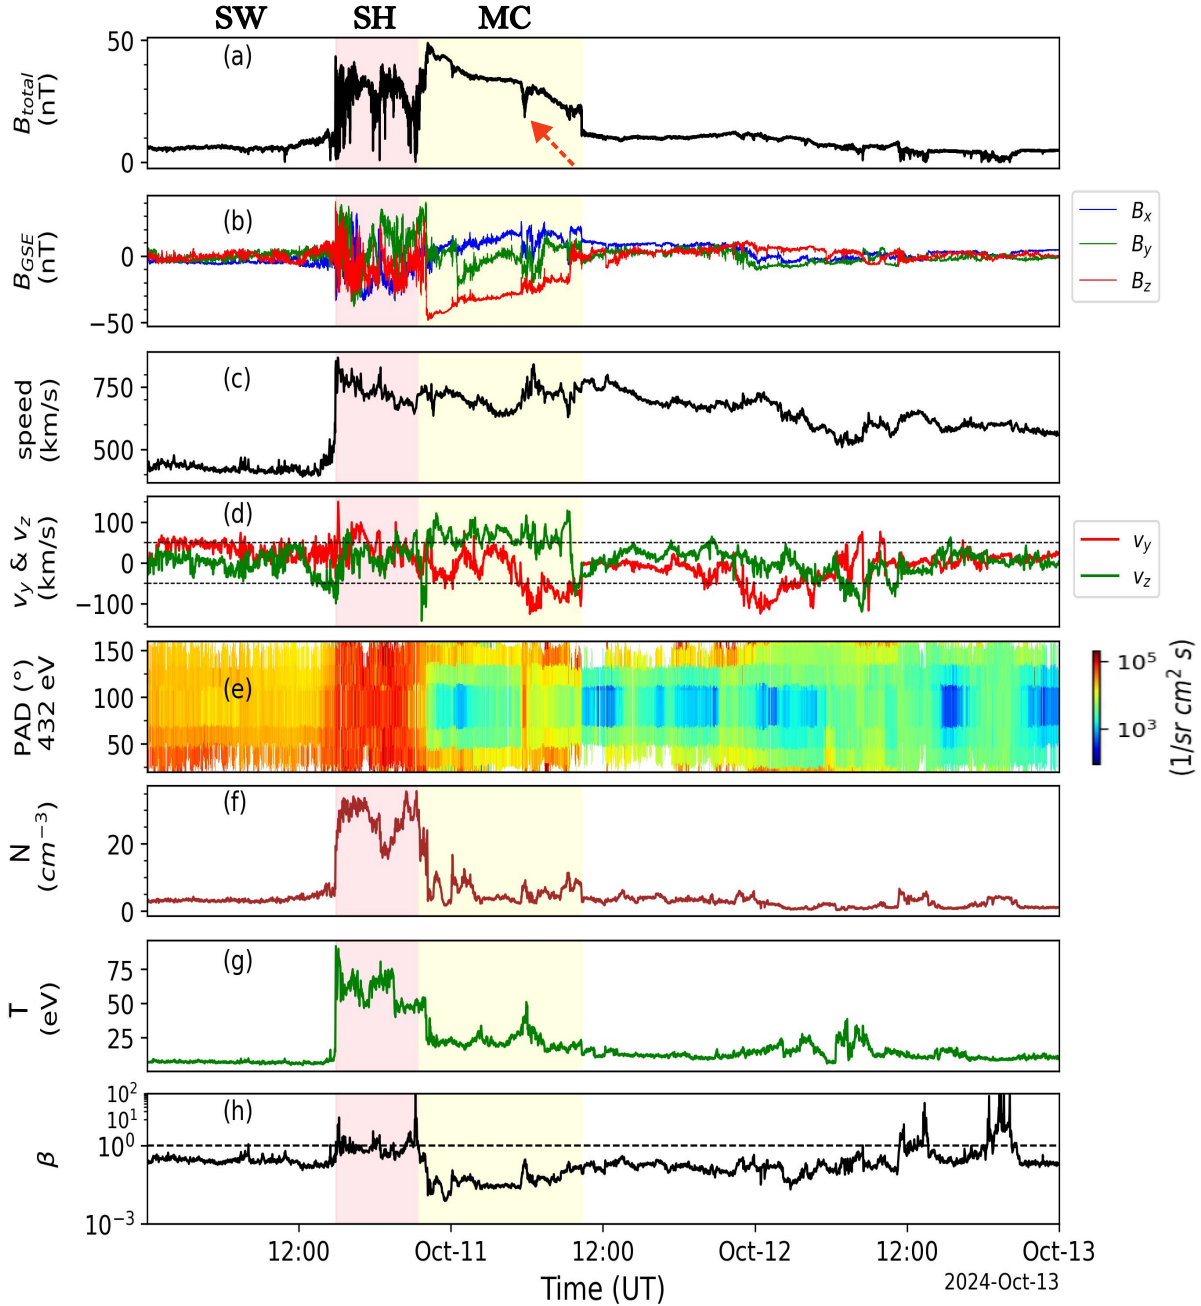 SW SH MC
50
0
B_total
(nT)
(a)
0
−50
B_GSE
(nT)
(b)
B_x
B_y
B_z
750
500
speed
(km/s)
(c)
100
0
−100
v_y & v_z
(km/s)
(d)
v_y
v_z
150
100
50
PAD (°)
432 eV
(e)
10^5
10^3
(1/sr cm^2 s)
20
0
N
(cm^−3)
(f)
75
50
25
T
(eV)
(g)
10^2
10^1
10^0
10^−3
β
(h)
12:00 Oct-11 12:00 Oct-12 12:00 Oct-13
Time (UT)
2024-Oct-13